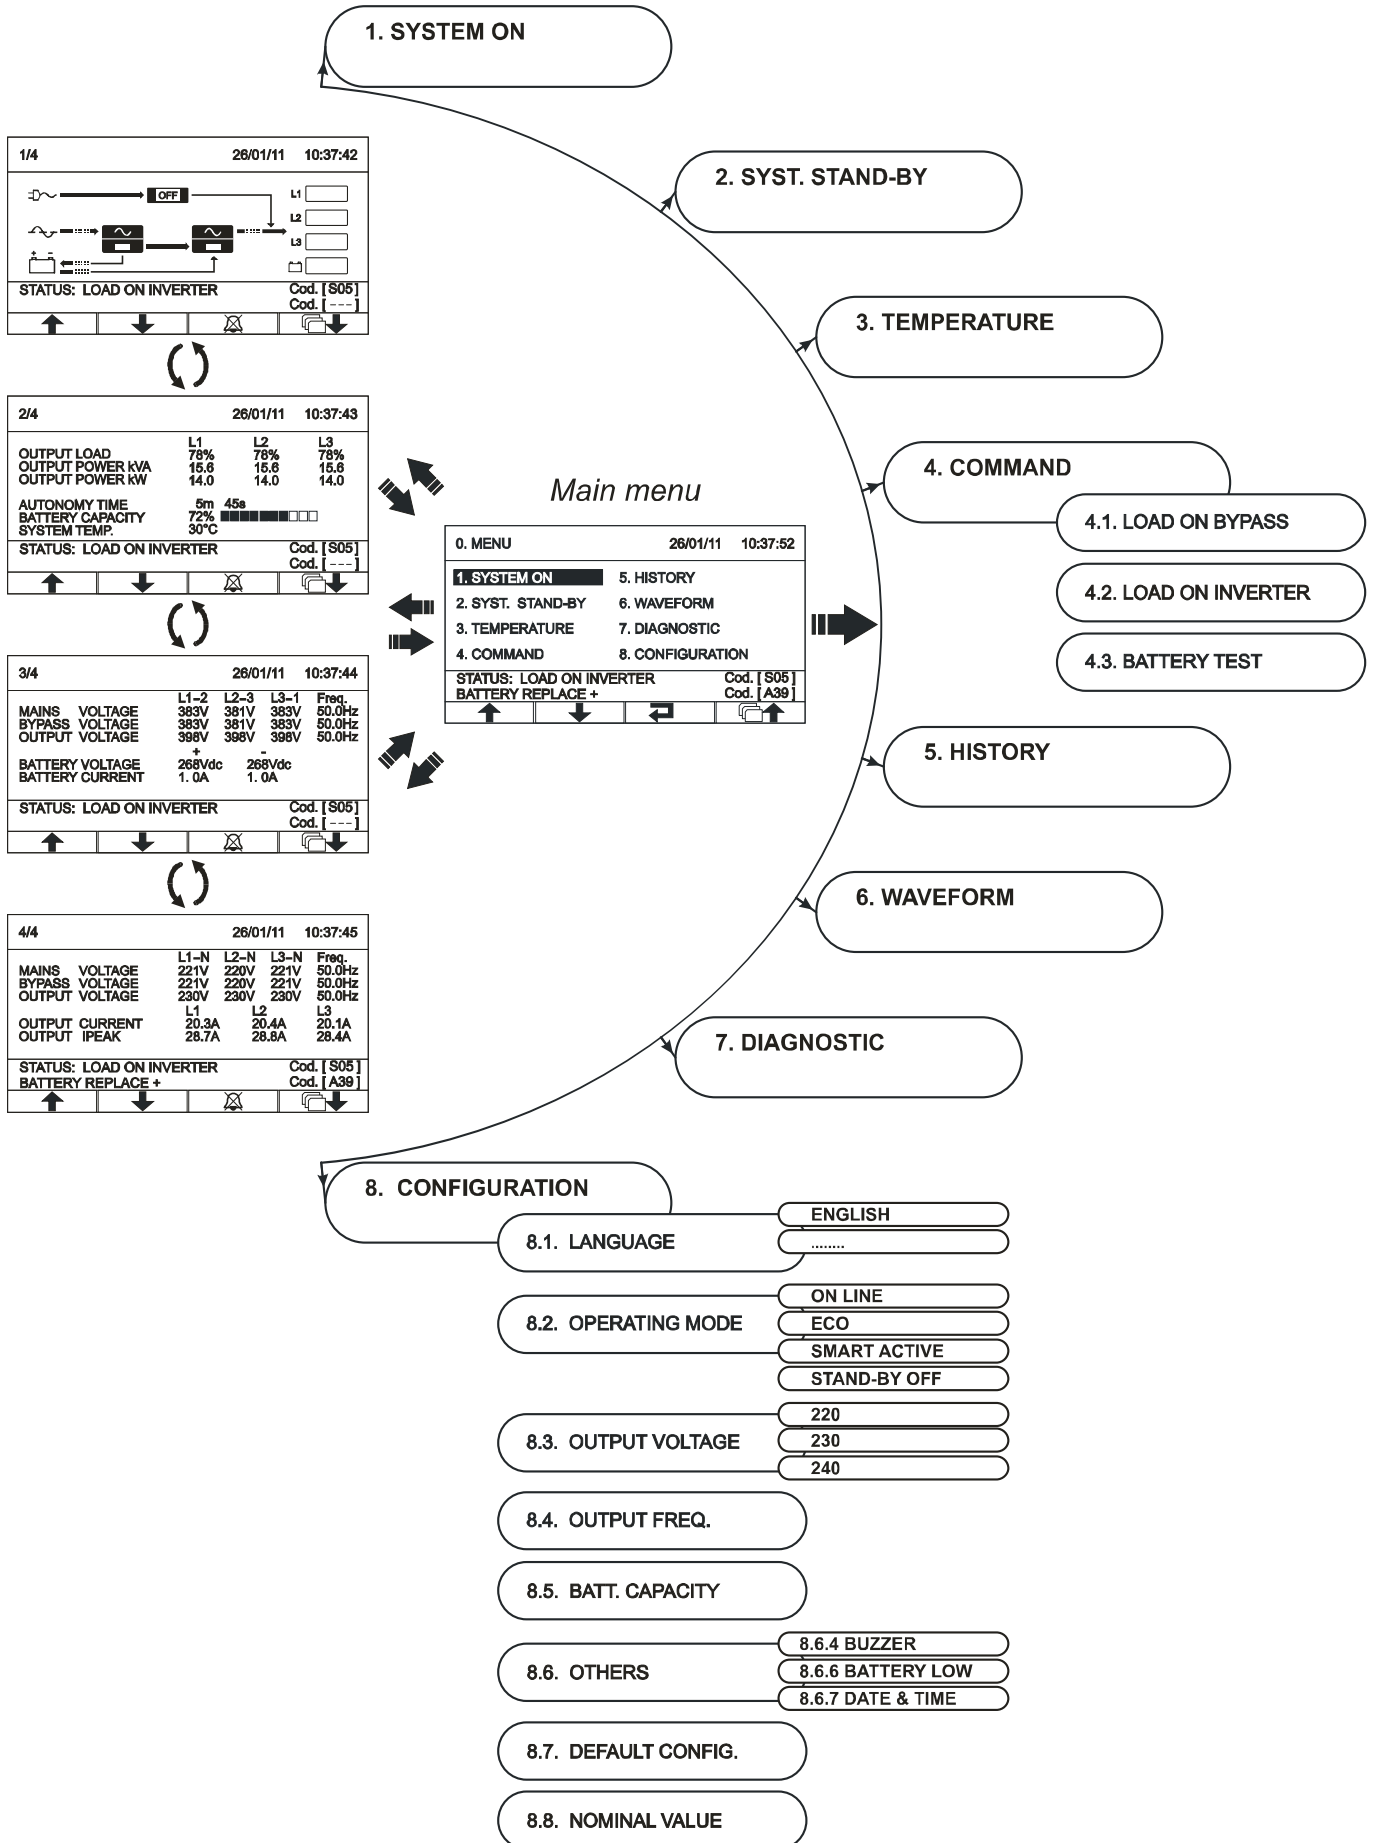 1. SYSTEM ON
2. SYST. STAND-BY
3. TEMPERATURE
4. COMMAND
4.1. LOAD ON BYPASS
4.2. LOAD ON INVERTER
4.3. BATTERY TEST
5. HISTORY
6. WAVEFORM
7. DIAGNOSTIC
1/4 26/01/11 10:37:42
OFF
L1
L2
L3
+ -
STATUS: LOAD ON INVERTER Cod. [S05]
Cod. [---]
2/4 26/01/11 10:37:43
L1 L2 L3
OUTPUT LOAD 78% 78% 78%
OUTPUT POWER kVA 15.6 15.6 15.6
OUTPUT POWER kW 14.0 14.0 14.0
AUTONOMY TIME 5m 45s
BATTERY CAPACITY 72%
SYSTEM TEMP. 30°C
STATUS: LOAD ON INVERTER Cod. [S05]
Cod. [---]
3/4 26/01/11 10:37:44
L1-2 L2-3 L3-1 Freq.
MAINS VOLTAGE 383V 381V 383V 50.0Hz
BYPASS VOLTAGE 383V 381V 383V 50.0Hz
OUTPUT VOLTAGE 398V 398V 398V 50.0Hz
+ -
BATTERY VOLTAGE 268Vdc 268Vdc
BATTERY CURRENT 1. 0A 1. 0A
STATUS: LOAD ON INVERTER Cod. [S05]
Cod. [---]
4/4 26/01/11 10:37:45
L1-N L2-N L3-N Freq.
MAINS VOLTAGE 221V 220V 221V 50.0Hz
BYPASS VOLTAGE 221V 220V 221V 50.0Hz
OUTPUT VOLTAGE 230V 230V 230V 50.0Hz
L1 L2 L3
OUTPUT CURRENT 20.3A 20.4A 20.1A
OUTPUT IPEAK 28.7A 28.8A 28.4A
STATUS: LOAD ON INVERTER Cod. [S05]
BATTERY REPLACE + Cod. [A39]
Main menu
0. MENU 26/01/11 10:37:52
1. SYSTEM ON 5. HISTORY
2. SYST. STAND-BY 6. WAVEFORM
3. TEMPERATURE 7. DIAGNOSTIC
4. COMMAND 8. CONFIGURATION
STATUS: LOAD ON INVERTER Cod. [S05]
BATTERY REPLACE + Cod. [A39]
8. CONFIGURATION
8.1. LANGUAGE
ENGLISH
........
8.2. OPERATING MODE
ON LINE
ECO
SMART ACTIVE
STAND-BY OFF
8.3. OUTPUT VOLTAGE
220
230
240
8.4. OUTPUT FREQ.
8.5. BATT. CAPACITY
8.6. OTHERS
8.6.4 BUZZER
8.6.6 BATTERY LOW
8.6.7 DATE & TIME
8.7. DEFAULT CONFIG.
8.8. NOMINAL VALUE